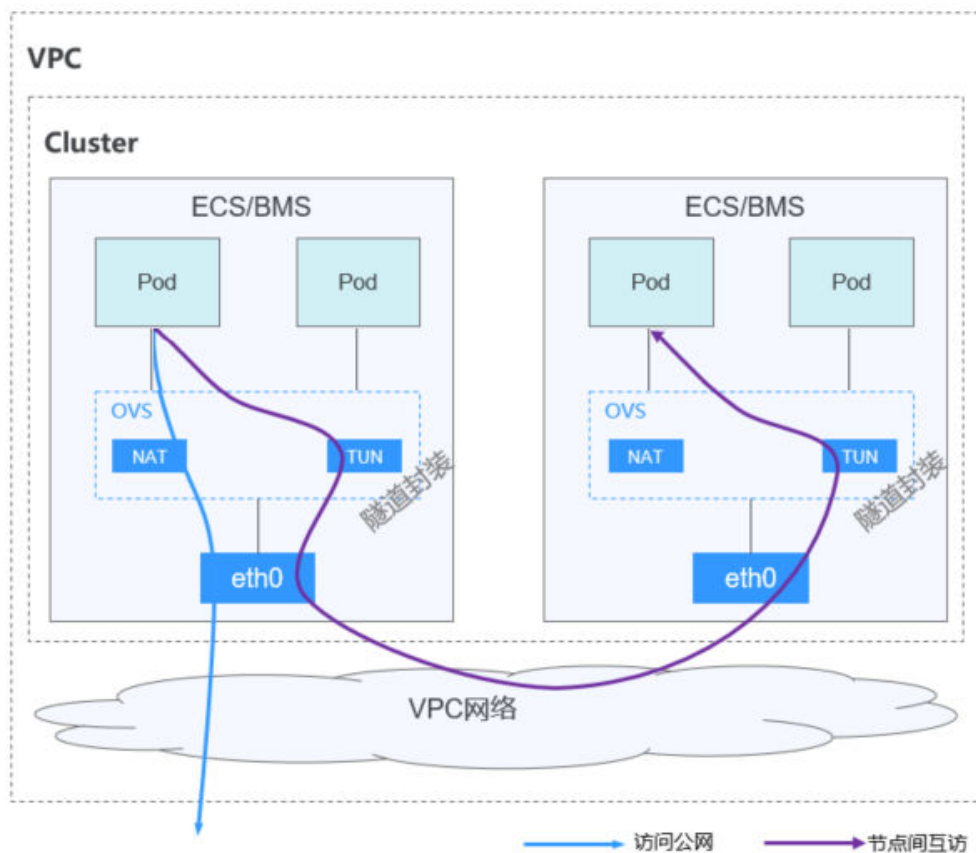 VPC
Cluster
ECS/BMS
ECS/BMS
Pod
Pod
Pod
Pod
OVS
OVS
NAT
TUN
NAT
TUN
隧道封装
隧道封装
eth0
eth0
VPC网络
访问公网
节点间互访